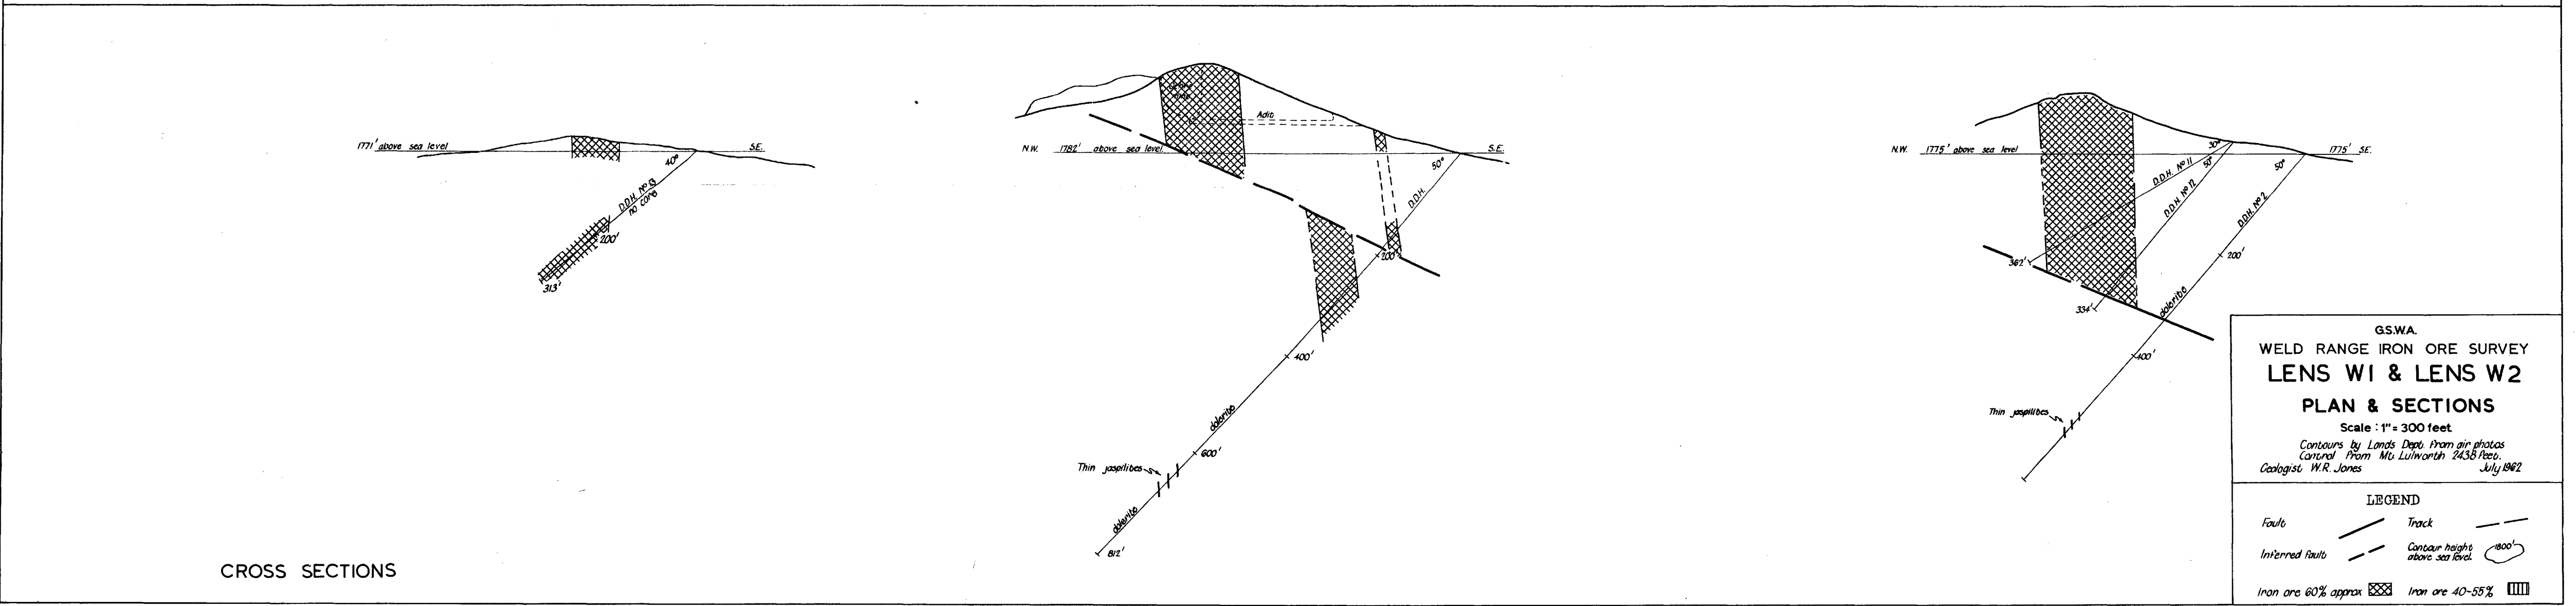 1771' above sea level
S.E.
40°
D.D.H. Nº 13
no core
200'
313'
CROSS SECTIONS
N.W. 1782' above sea level
Adit
S.E.
50°
D.D.H.
200'
400'
dolerite
600'
Thin jaspilites
dolerite
812'
N.W. 1775' above sea level
1775' S.E.
30°
50°
50°
D.D.H. Nº 11
D.D.H. Nº 12
D.D.H. Nº 2
362'
334'
200'
dolerite
400'
Thin jaspilites
G.S.W.A.
WELD RANGE IRON ORE SURVEY
LENS W1 & LENS W2
PLAN & SECTIONS
Scale : 1" = 300 feet
Contours by Lands Dept. from air photos
Control from Mt. Lulworth 2438 feet.
Geologist W.R. Jones July 1962
LEGEND
Fault Track
Inferred fault Contour height
above sea level. 1800'
Iron ore 60% approx Iron ore 40-55%